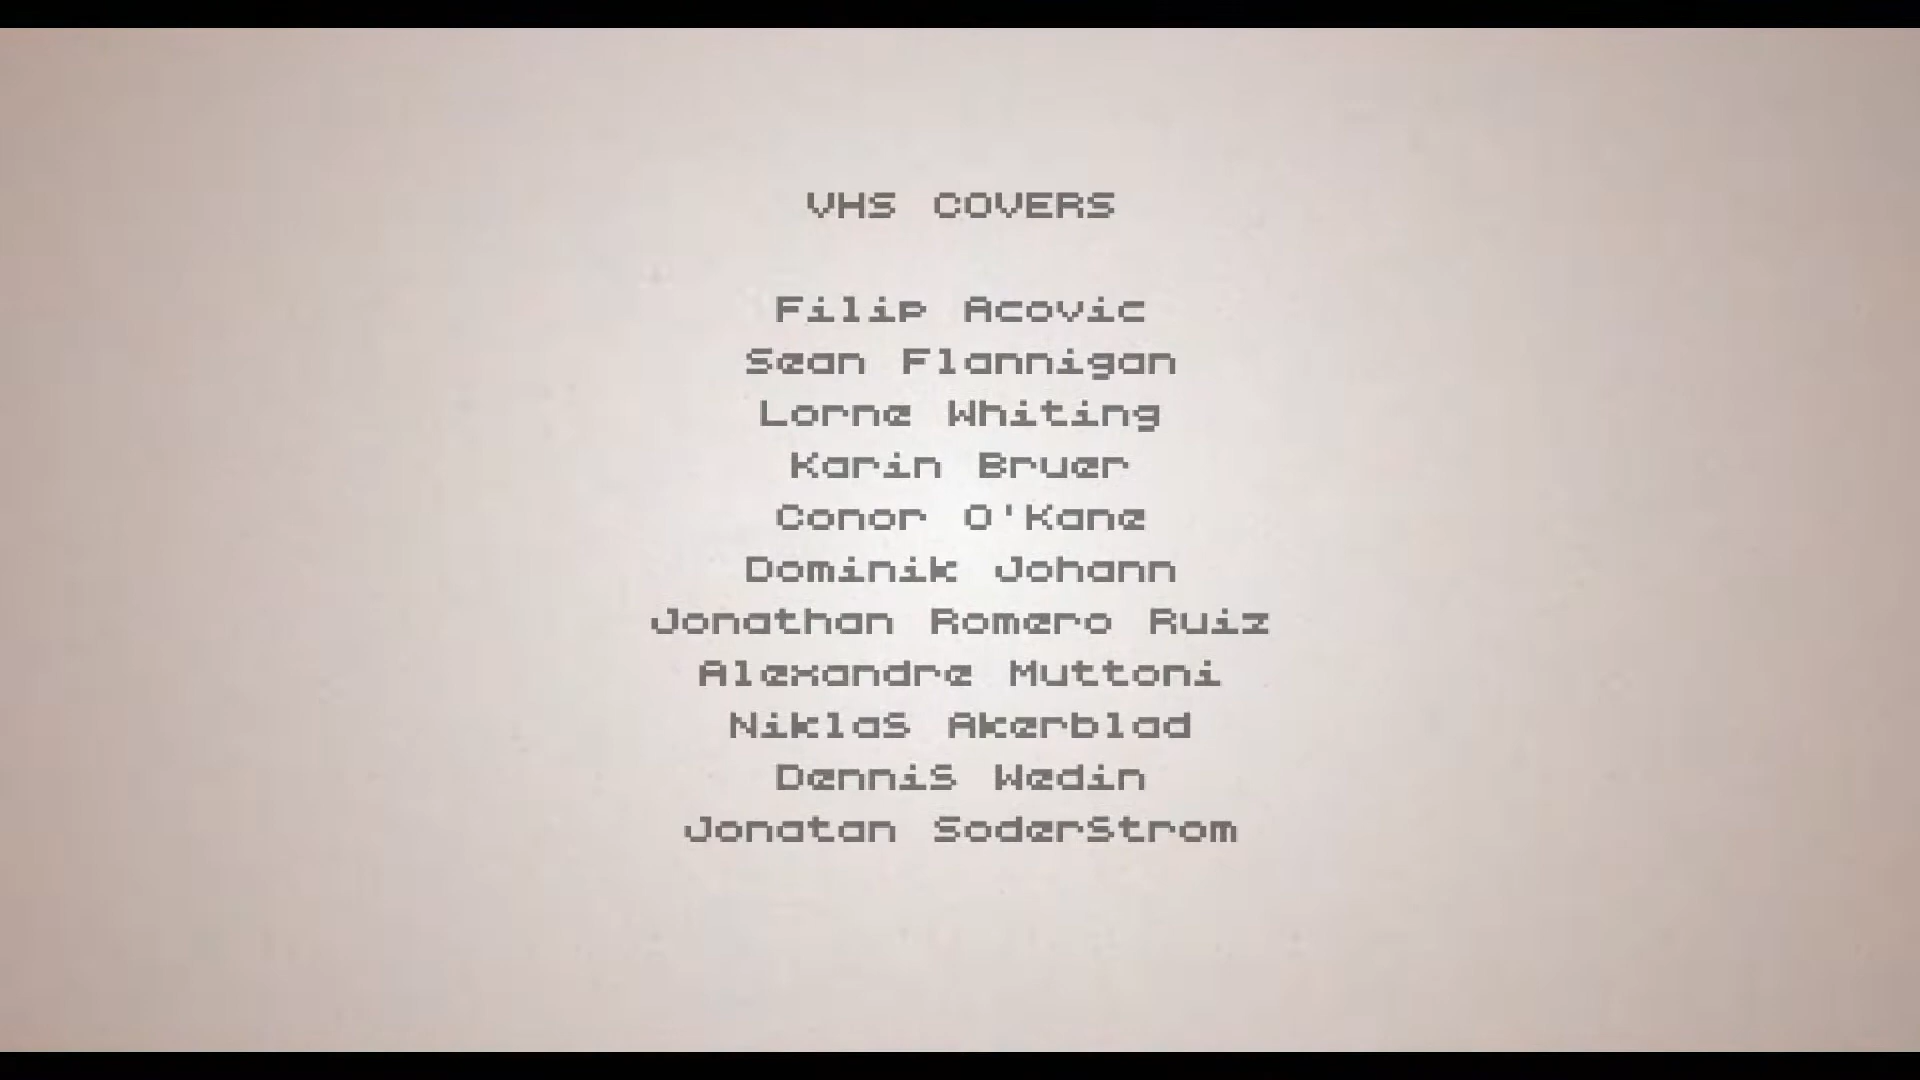 VHS COVERS
Filip Acovic
Sean Flannigan
Lorne Whiting
Karin Bruer
Conor O'Kane
Dominik Johann
Jonathan Romero Ruiz
Alexandre Muttoni
Niklas Akerblad
Dennis Wedin
Jonatan Soderstrom